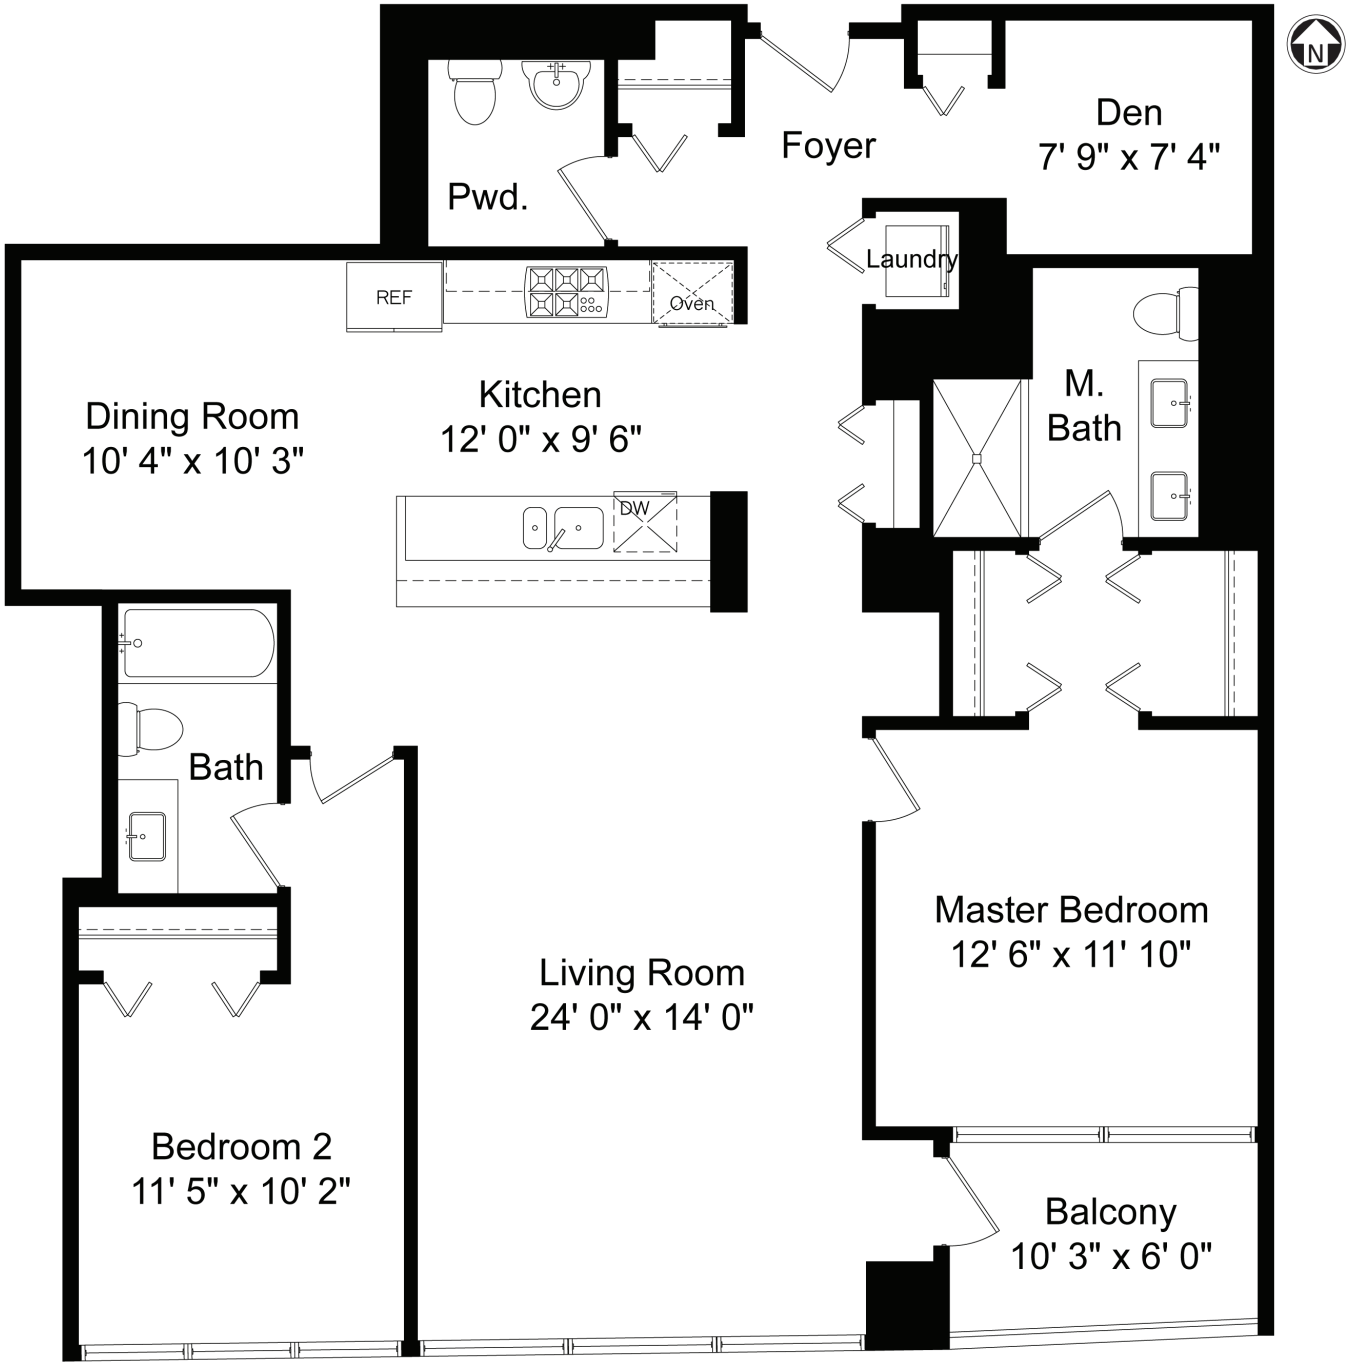 N
Den
7' 9" x 7' 4"
Foyer
Pwd.
Laundry
REF
Oven
Kitchen
12' 0" x 9' 6"
Dining Room
10' 4" x 10' 3"
M.
Bath
DW
Bath
Master Bedroom
12' 6" x 11' 10"
Living Room
24' 0" x 14' 0"
Bedroom 2
11' 5" x 10' 2"
Balcony
10' 3" x 6' 0"